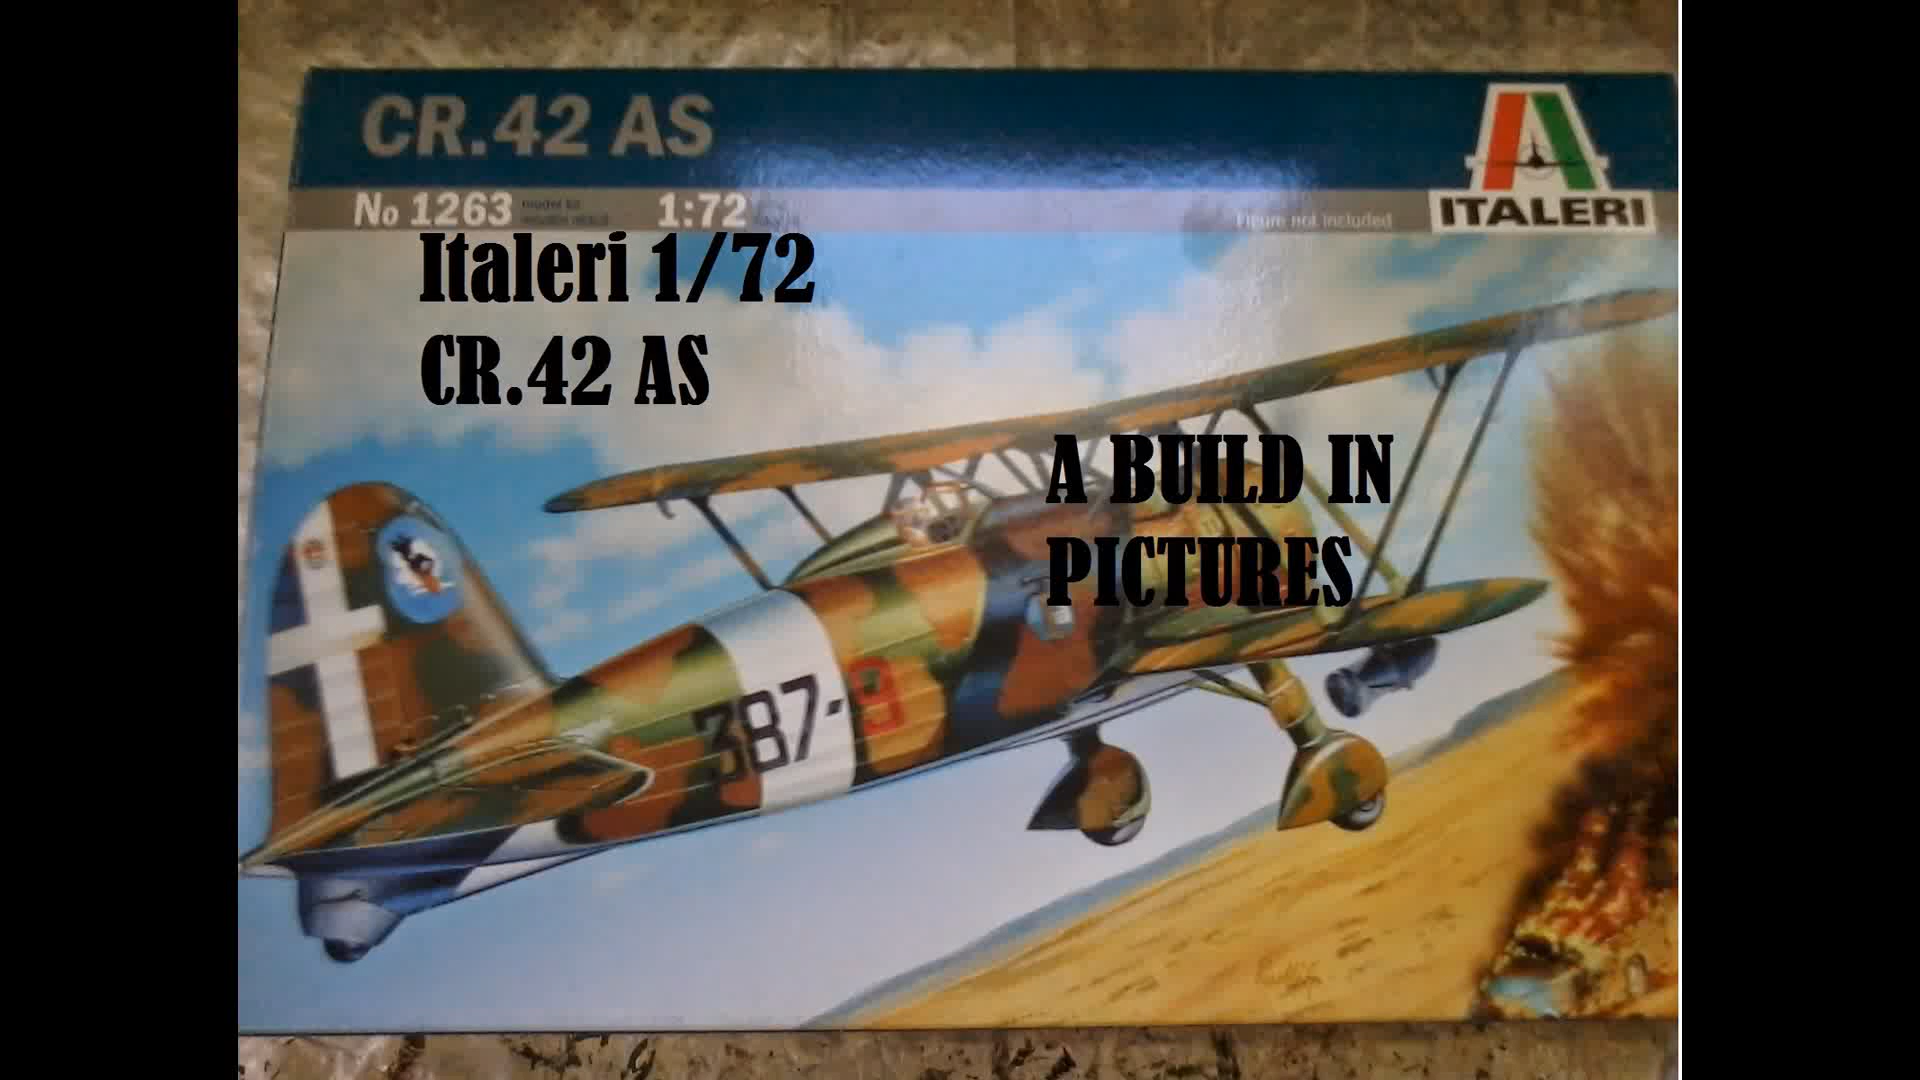 CR.42 AS
No 1263
1:72
Figure not included
ITALERI
Italeri 1/72
CR.42 AS
A BUILD IN
PICTURES
387-9